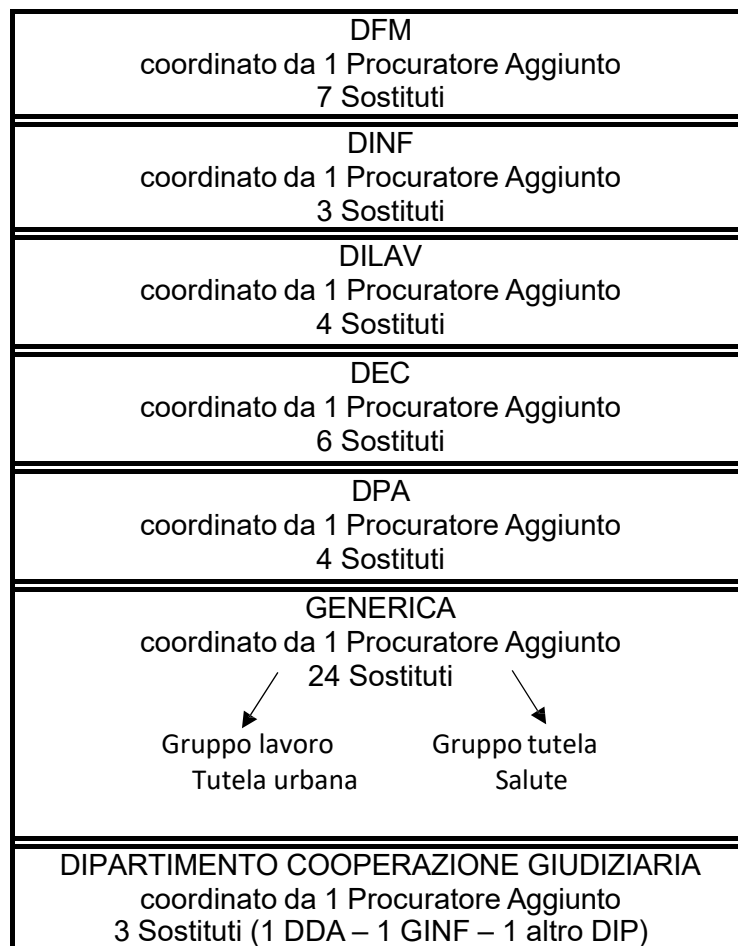 DFM
coordinato da 1 Procuratore Aggiunto
7 Sostituti
DINF
coordinato da 1 Procuratore Aggiunto
3 Sostituti
DILAV
coordinato da 1 Procuratore Aggiunto
4 Sostituti
DEC
coordinato da 1 Procuratore Aggiunto
6 Sostituti
DPA
coordinato da 1 Procuratore Aggiunto
4 Sostituti
GENERICA
coordinato da 1 Procuratore Aggiunto
24 Sostituti
Gruppo lavoro Gruppo tutela
Tutela urbana Salute
DIPARTIMENTO COOPERAZIONE GIUDIZIARIA
coordinato da 1 Procuratore Aggiunto
3 Sostituti (1 DDA – 1 GINF – 1 altro DIP)